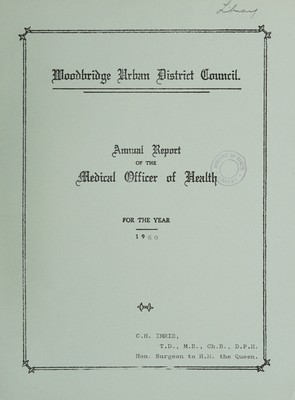 Library
Woodbridge Urban District Council.
Annual Report
OF THE
Medical Officer of Health
FOR THE YEAR
1960
C.H. IMRIE,
T.D., M.B., Ch.B., D.P.H.
Hon. Surgeon to H.M. the Queen.